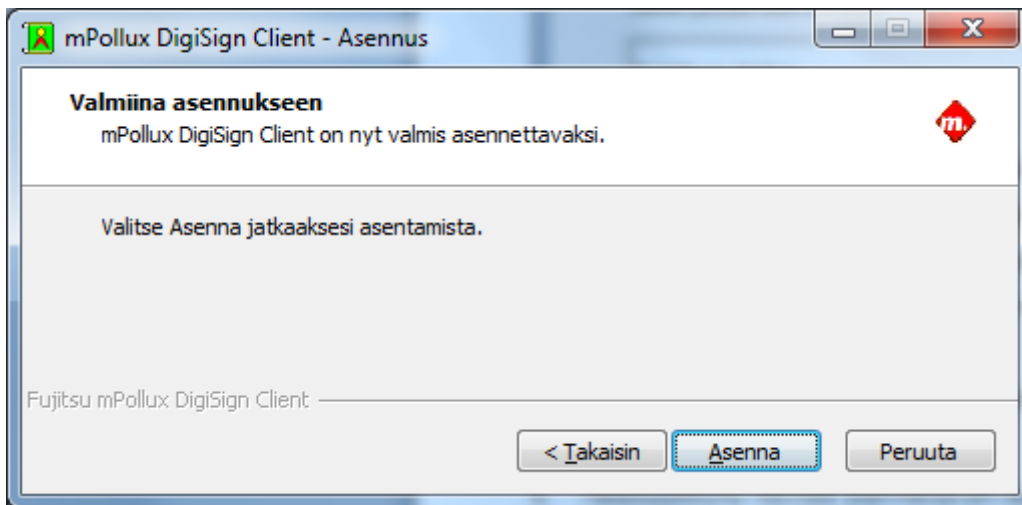 mPollux DigiSign Client - Asennus
Valmiina asennukseen
mPollux DigiSign Client on nyt valmis asennettavaksi.
m.
Valitse Asenna jatkaaksesi asentamista.
Fujitsu mPollux DigiSign Client
< Takaisin
Asenna
Peruuta